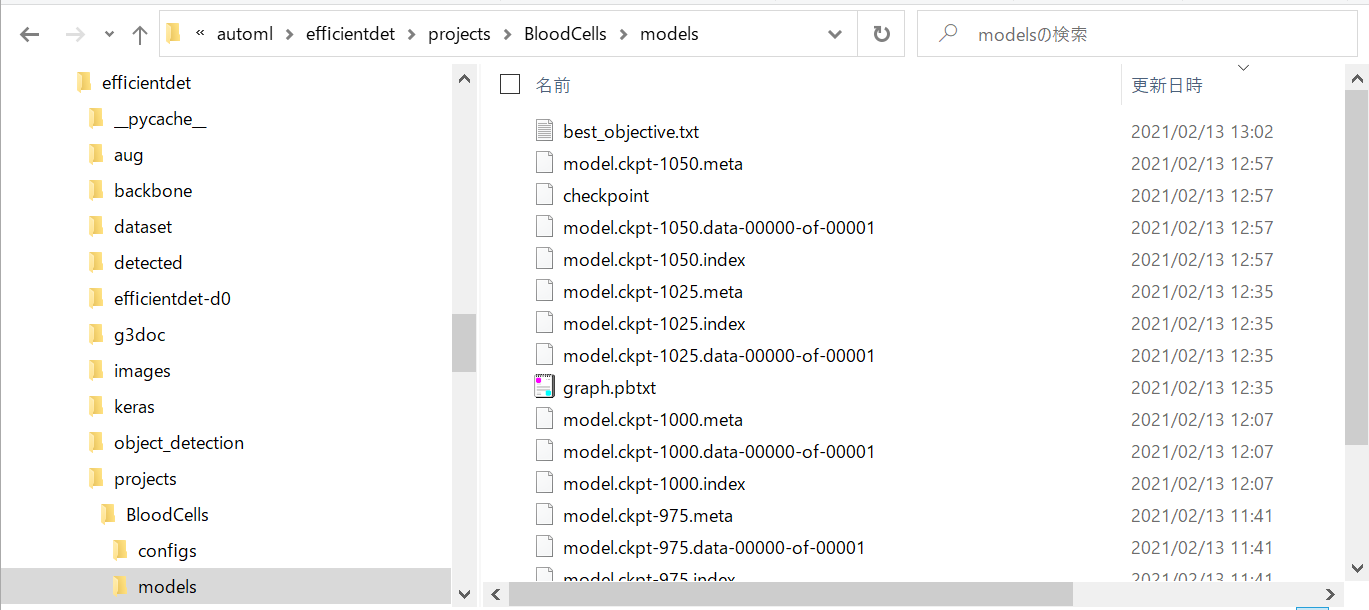 « automl > efficientdet > projects > BloodCells > models
modelsの検索
efficientdet
__pycache__
aug
backbone
dataset
detected
efficientdet-d0
g3doc
images
keras
object_detection
projects
BloodCells
configs
models
名前 更新日時
best_objective.txt 2021/02/13 13:02
model.ckpt-1050.meta 2021/02/13 12:57
checkpoint 2021/02/13 12:57
model.ckpt-1050.data-00000-of-00001 2021/02/13 12:57
model.ckpt-1050.index 2021/02/13 12:57
model.ckpt-1025.meta 2021/02/13 12:35
model.ckpt-1025.index 2021/02/13 12:35
model.ckpt-1025.data-00000-of-00001 2021/02/13 12:35
graph.pbtxt 2021/02/13 12:35
model.ckpt-1000.meta 2021/02/13 12:07
model.ckpt-1000.data-00000-of-00001 2021/02/13 12:07
model.ckpt-1000.index 2021/02/13 12:07
model.ckpt-975.meta 2021/02/13 11:41
model.ckpt-975.data-00000-of-00001 2021/02/13 11:41
model.ckpt-975.index 2021/02/13 11:41